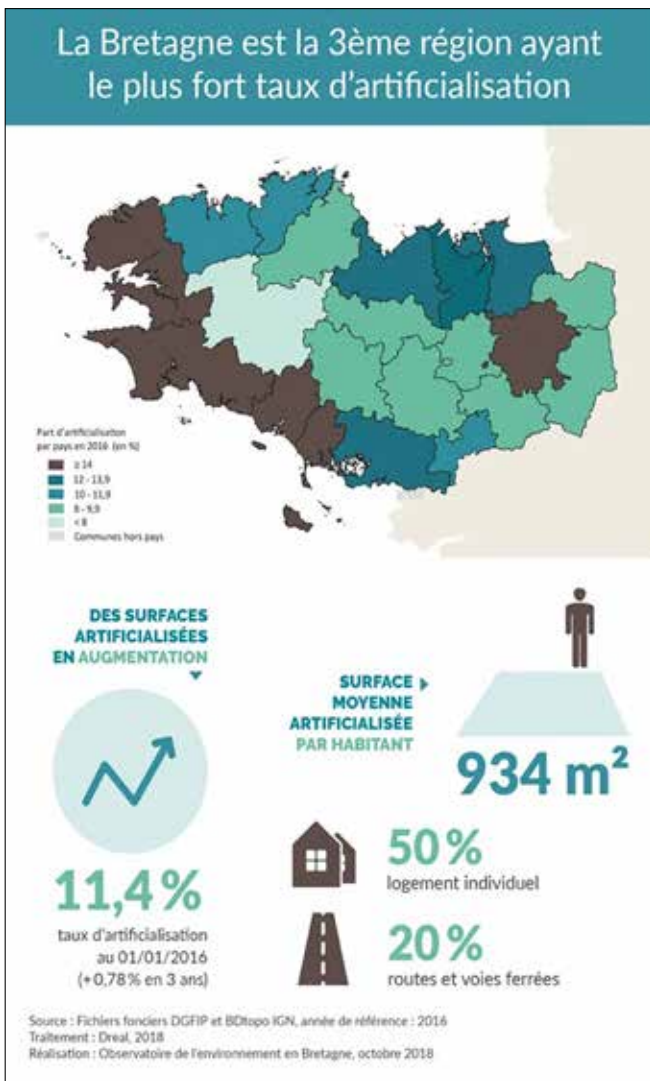 La Bretagne est la 3ème région ayant
le plus fort taux d'artificialisation
Part d'artificialisation
par pays en 2016 (en %)
≥ 14
12 - 13,9
10 - 11,9
8 - 9,9
< 8
Communes hors pays
DES SURFACES
ARTIFICIALISÉES
EN AUGMENTATION
11,4 %
taux d'artificialisation
au 01/01/2016
(+0,78% en 3 ans)
SURFACE
MOYENNE
ARTIFICIALISÉE
PAR HABITANT
934 m²
50 %
logement individuel
20 %
routes et voies ferrées
Source : Fichiers fonciers DGFIP et BDtopo IGN, année de référence : 2016
Traitement : Dreal, 2018
Réalisation : Observatoire de l'environnement en Bretagne, octobre 2018